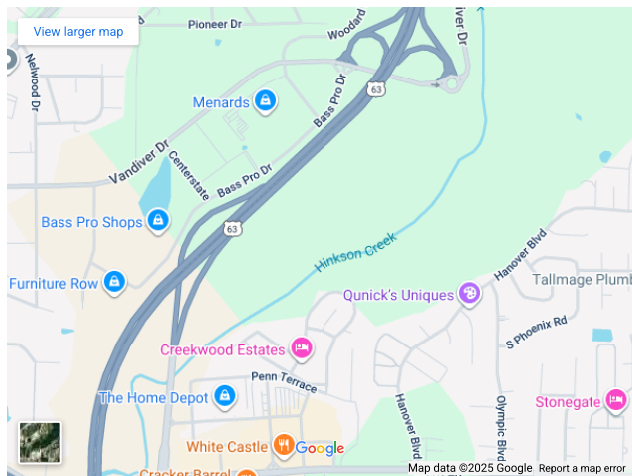 View larger map
Pioneer Dr
Woodard
iver Dr
Nelwood Dr
Menards
Bass Pro Dr
63
Vandiver Dr
Centerstate
Bass Pro Dr
Bass Pro Shops
63
Hinkson Creek
Hanover Blvd
Furniture Row
Qunick's Uniques
Tallmage Plumb
S Phoenix Rd
Creekwood Estates
Penn Terrace
The Home Depot
Hanover Blvd
Olympic Blvd
Stonegate
White Castle
Google
Cracker Barrel
Map data ©2025 Google
Report a map error